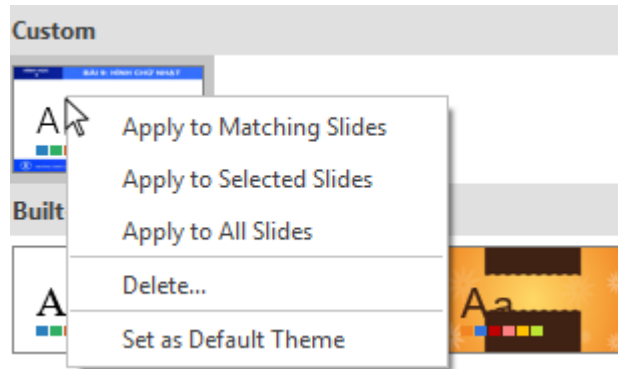 Custom
BÀI 9: HÌNH CHỮ NHẬT
A
Apply to Matching Slides
Apply to Selected Slides
Apply to All Slides
Built
Delete...
A
Aa
Set as Default Theme